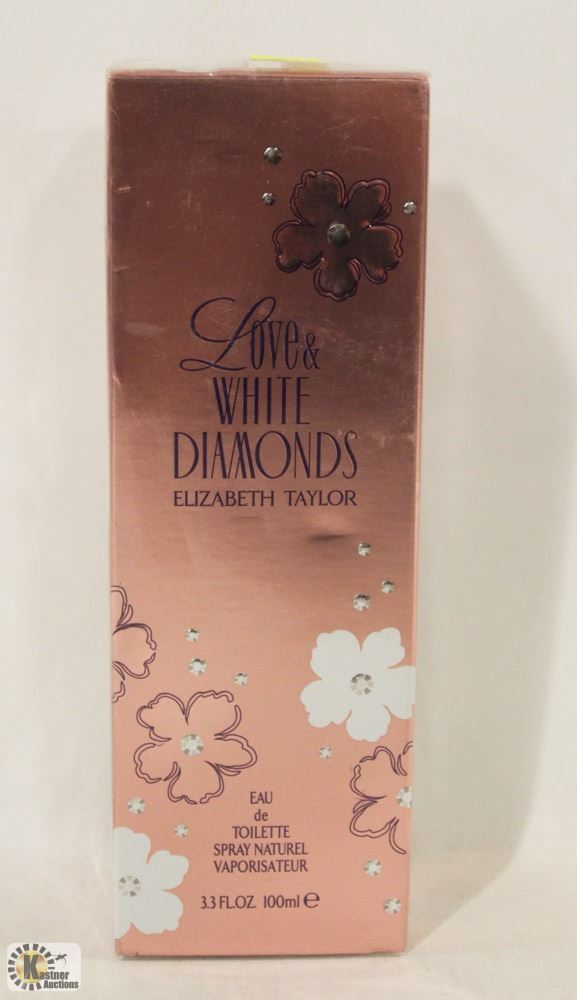 Love &
WHITE
DIAMONDS
ELIZABETH TAYLOR
EAU
de
TOILETTE
SPRAY NATUREL
VAPORISATEUR
3.3 FL.OZ. 100ml ℮
Kastner
Auctions